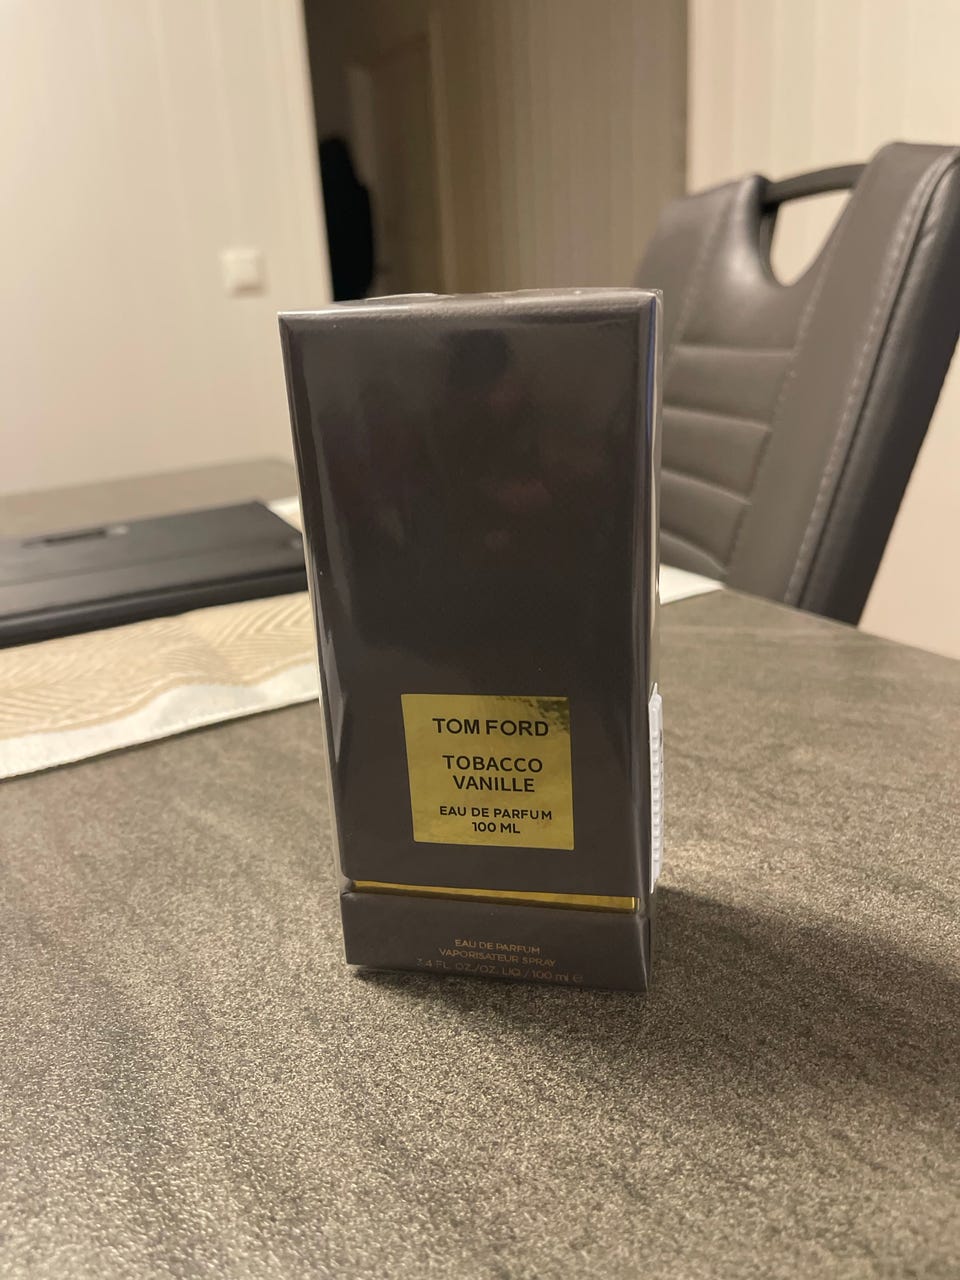 TOM FORD
TOBACCO
VANILLE
EAU DE PARFUM
100 ML
EAU DE PARFUM
VAPORISATEUR SPRAY
3.4 FL. OZ./OZ. LIQ / 100 ml e